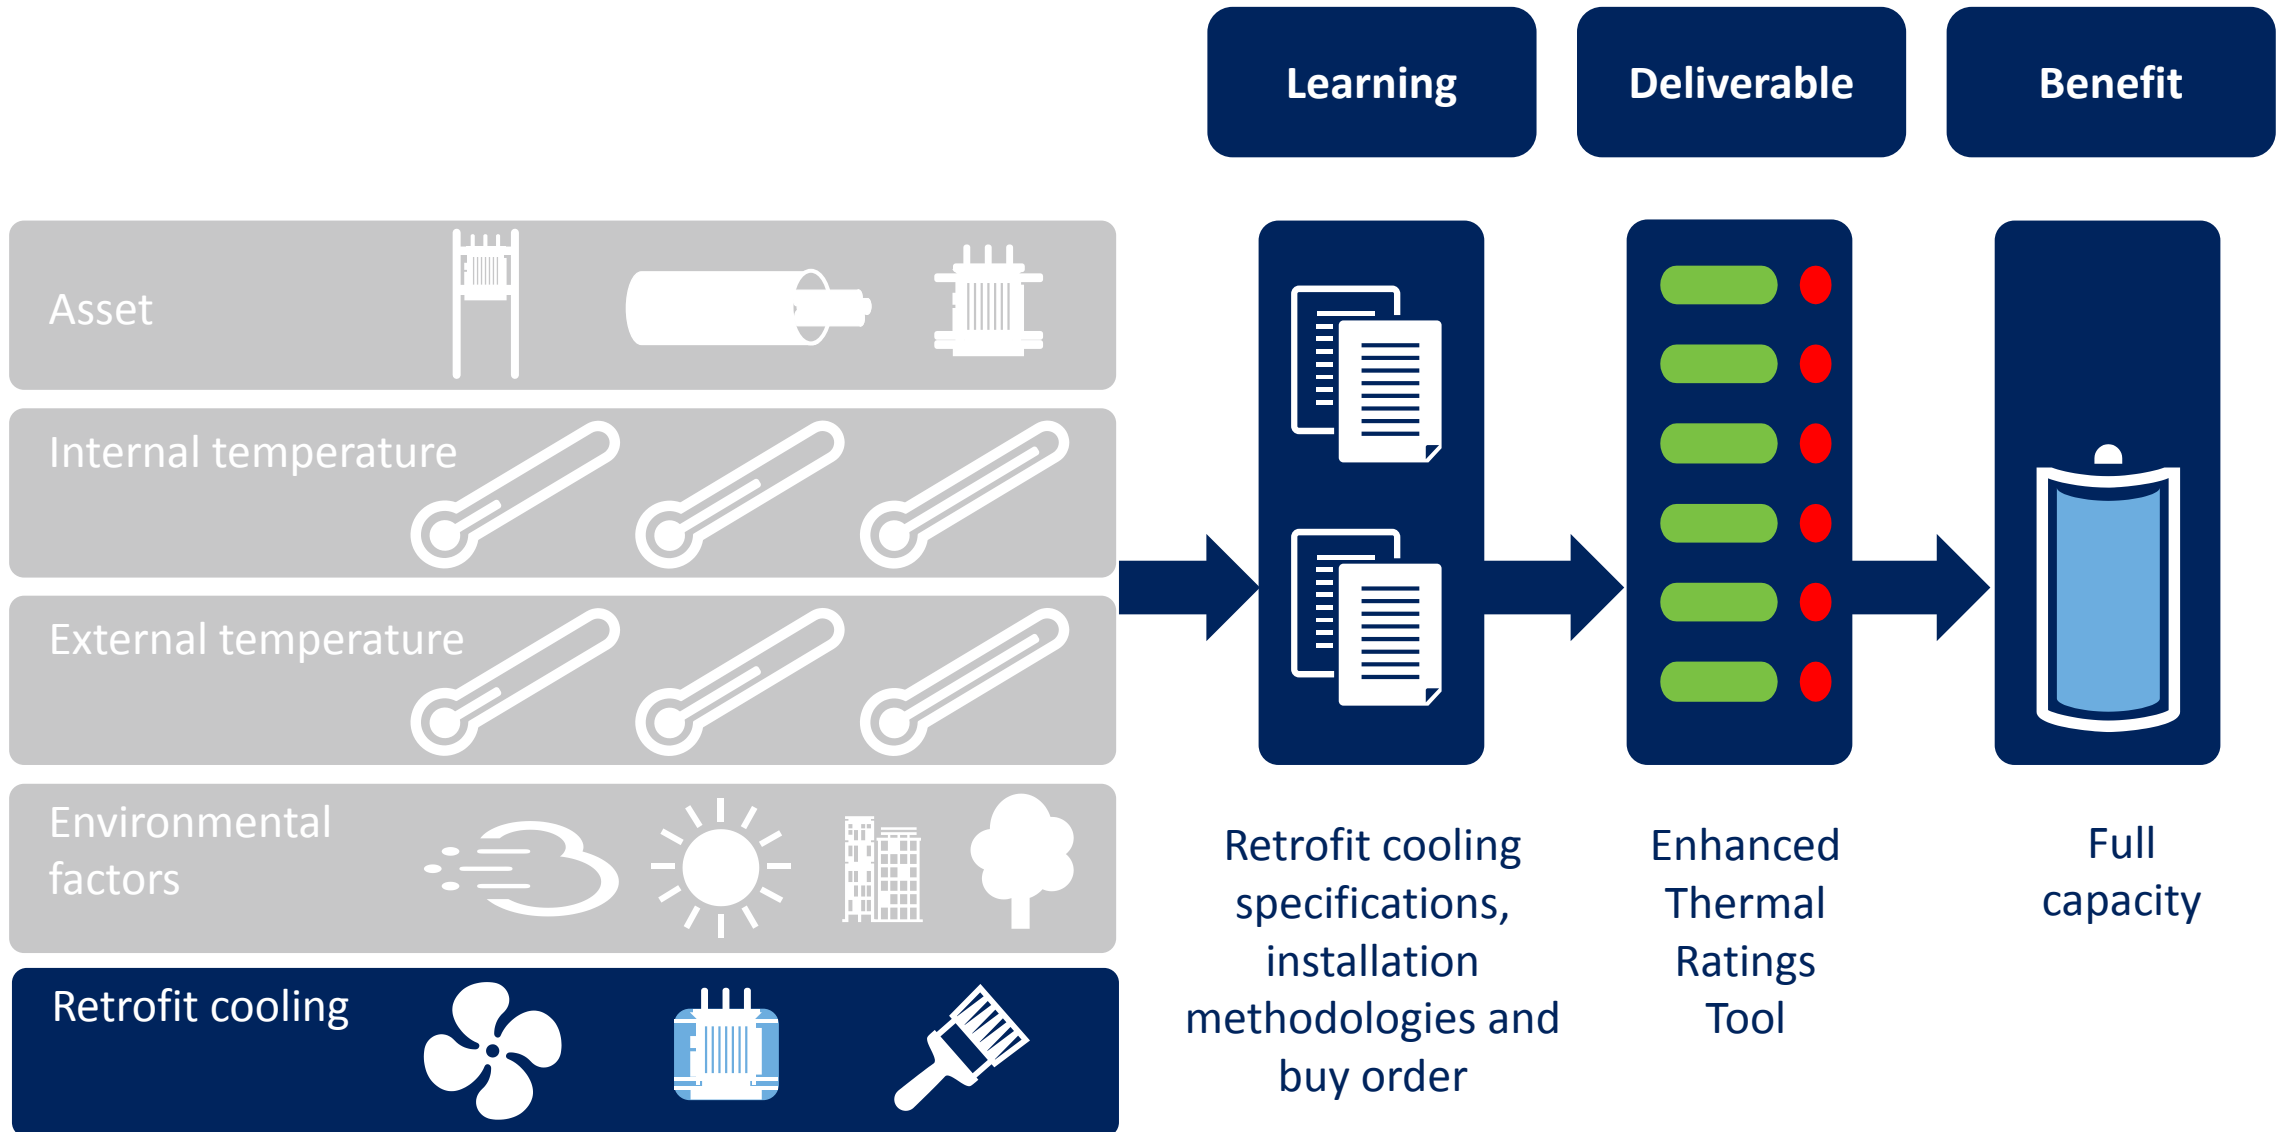 Learning
Deliverable
Benefit
Asset
Internal temperature
External temperature
Environmental
factors
Retrofit cooling
Retrofit cooling
specifications,
installation
methodologies and
buy order
Enhanced
Thermal
Ratings
Tool
Full
capacity